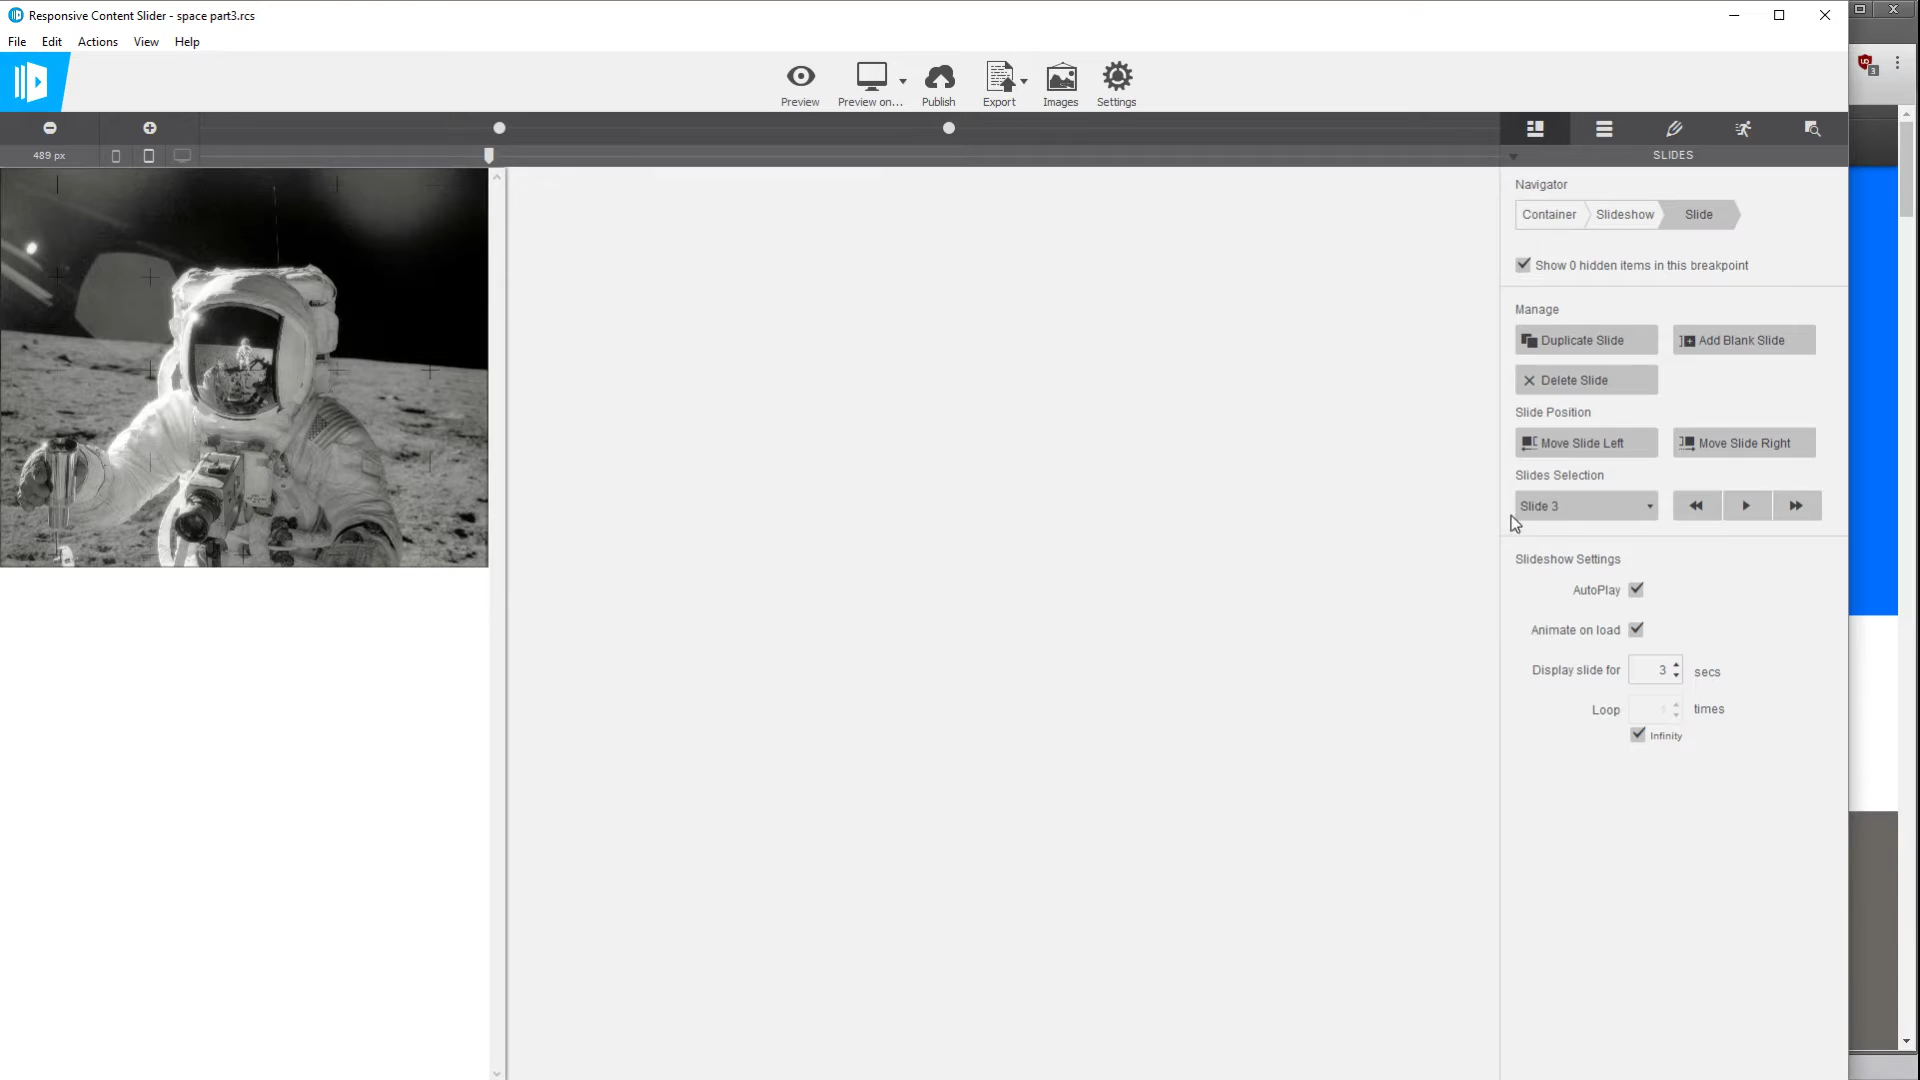 Responsive Content Slider - space part3.rcs
File Edit Actions View Help
Preview Preview on... Publish Export Images Settings
489 px
SLIDES
Navigator
Container Slideshow Slide
Show 0 hidden items in this breakpoint
Manage
Duplicate Slide Add Blank Slide
Delete Slide
Slide Position
Move Slide Left Move Slide Right
Slides Selection
Slide 3
Slideshow Settings
AutoPlay
Animate on load
Display slide for 3 secs
Loop times
Infinity
3